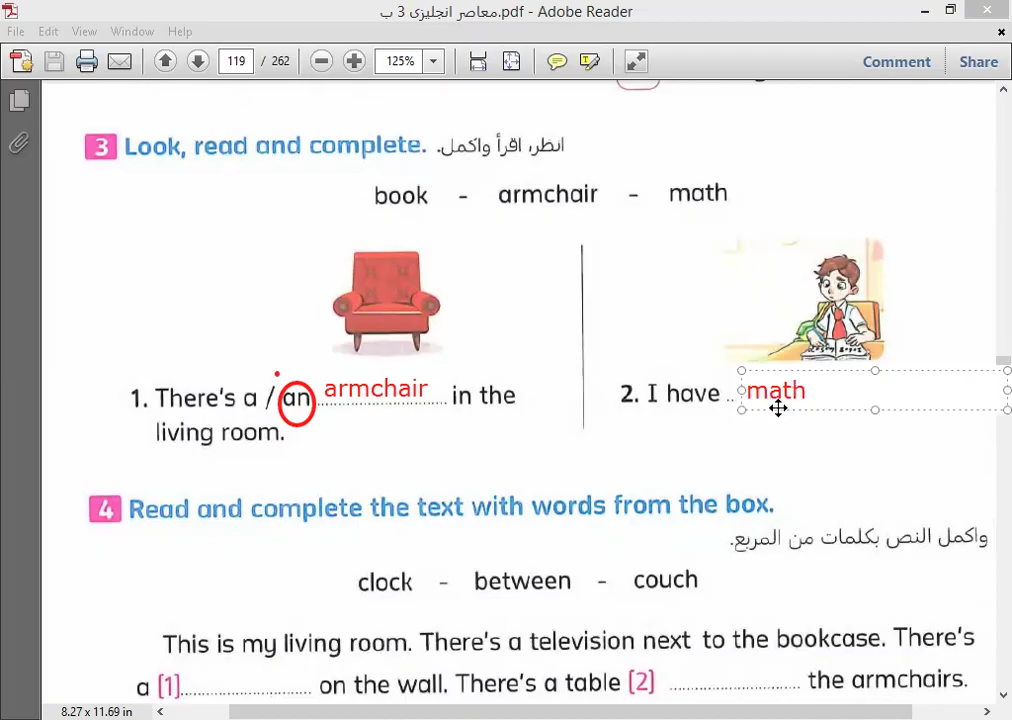 معاصر انجليزى 3 ب.pdf - Adobe Reader
File Edit View Window Help
119 / 262 125% Comment Share
3 Look, read and complete. انظر، اقرأ واكمل.
book - armchair - math
1. There's a / an armchair in the
living room.
2. I have .. math
4 Read and complete the text with words from the box.
واكمل النص بكلمات من المربع.
clock - between - couch
This is my living room. There's a television next to the bookcase. There's
a [1]........................ on the wall. There's a table [2] ........................ the armchairs.
8.27 x 11.69 in